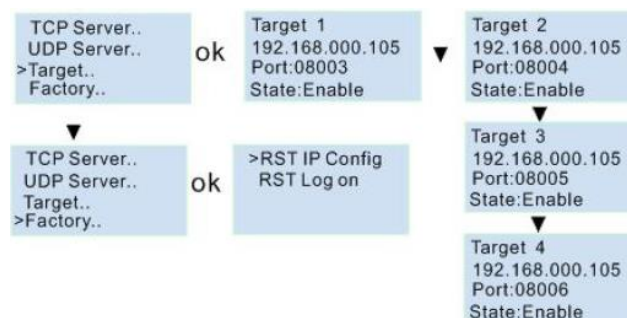 TCP Server..
UDP Server..
>Target..
Factory..
ok
Target 1
192.168.000.105
Port:08003
State:Enable
Target 2
192.168.000.105
Port:08004
State:Enable
TCP Server..
UDP Server..
Target..
>Factory..
ok
>RST IP Config
RST Log on
Target 3
192.168.000.105
Port:08005
State:Enable
Target 4
192.168.000.105
Port:08006
State:Enable